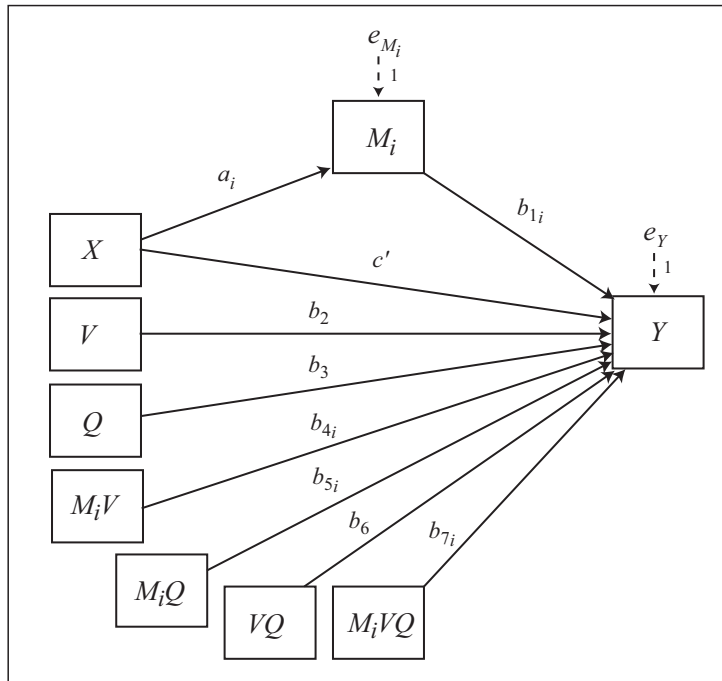 e_{M_i}
1
M_i
a_i
b_{1i}
X
e_Y
1
c'
V
b_2
Y
Q
b_3
M_iV
b_{4i}
b_{5i}
b_6
b_{7i}
M_iQ
VQ
M_iVQ